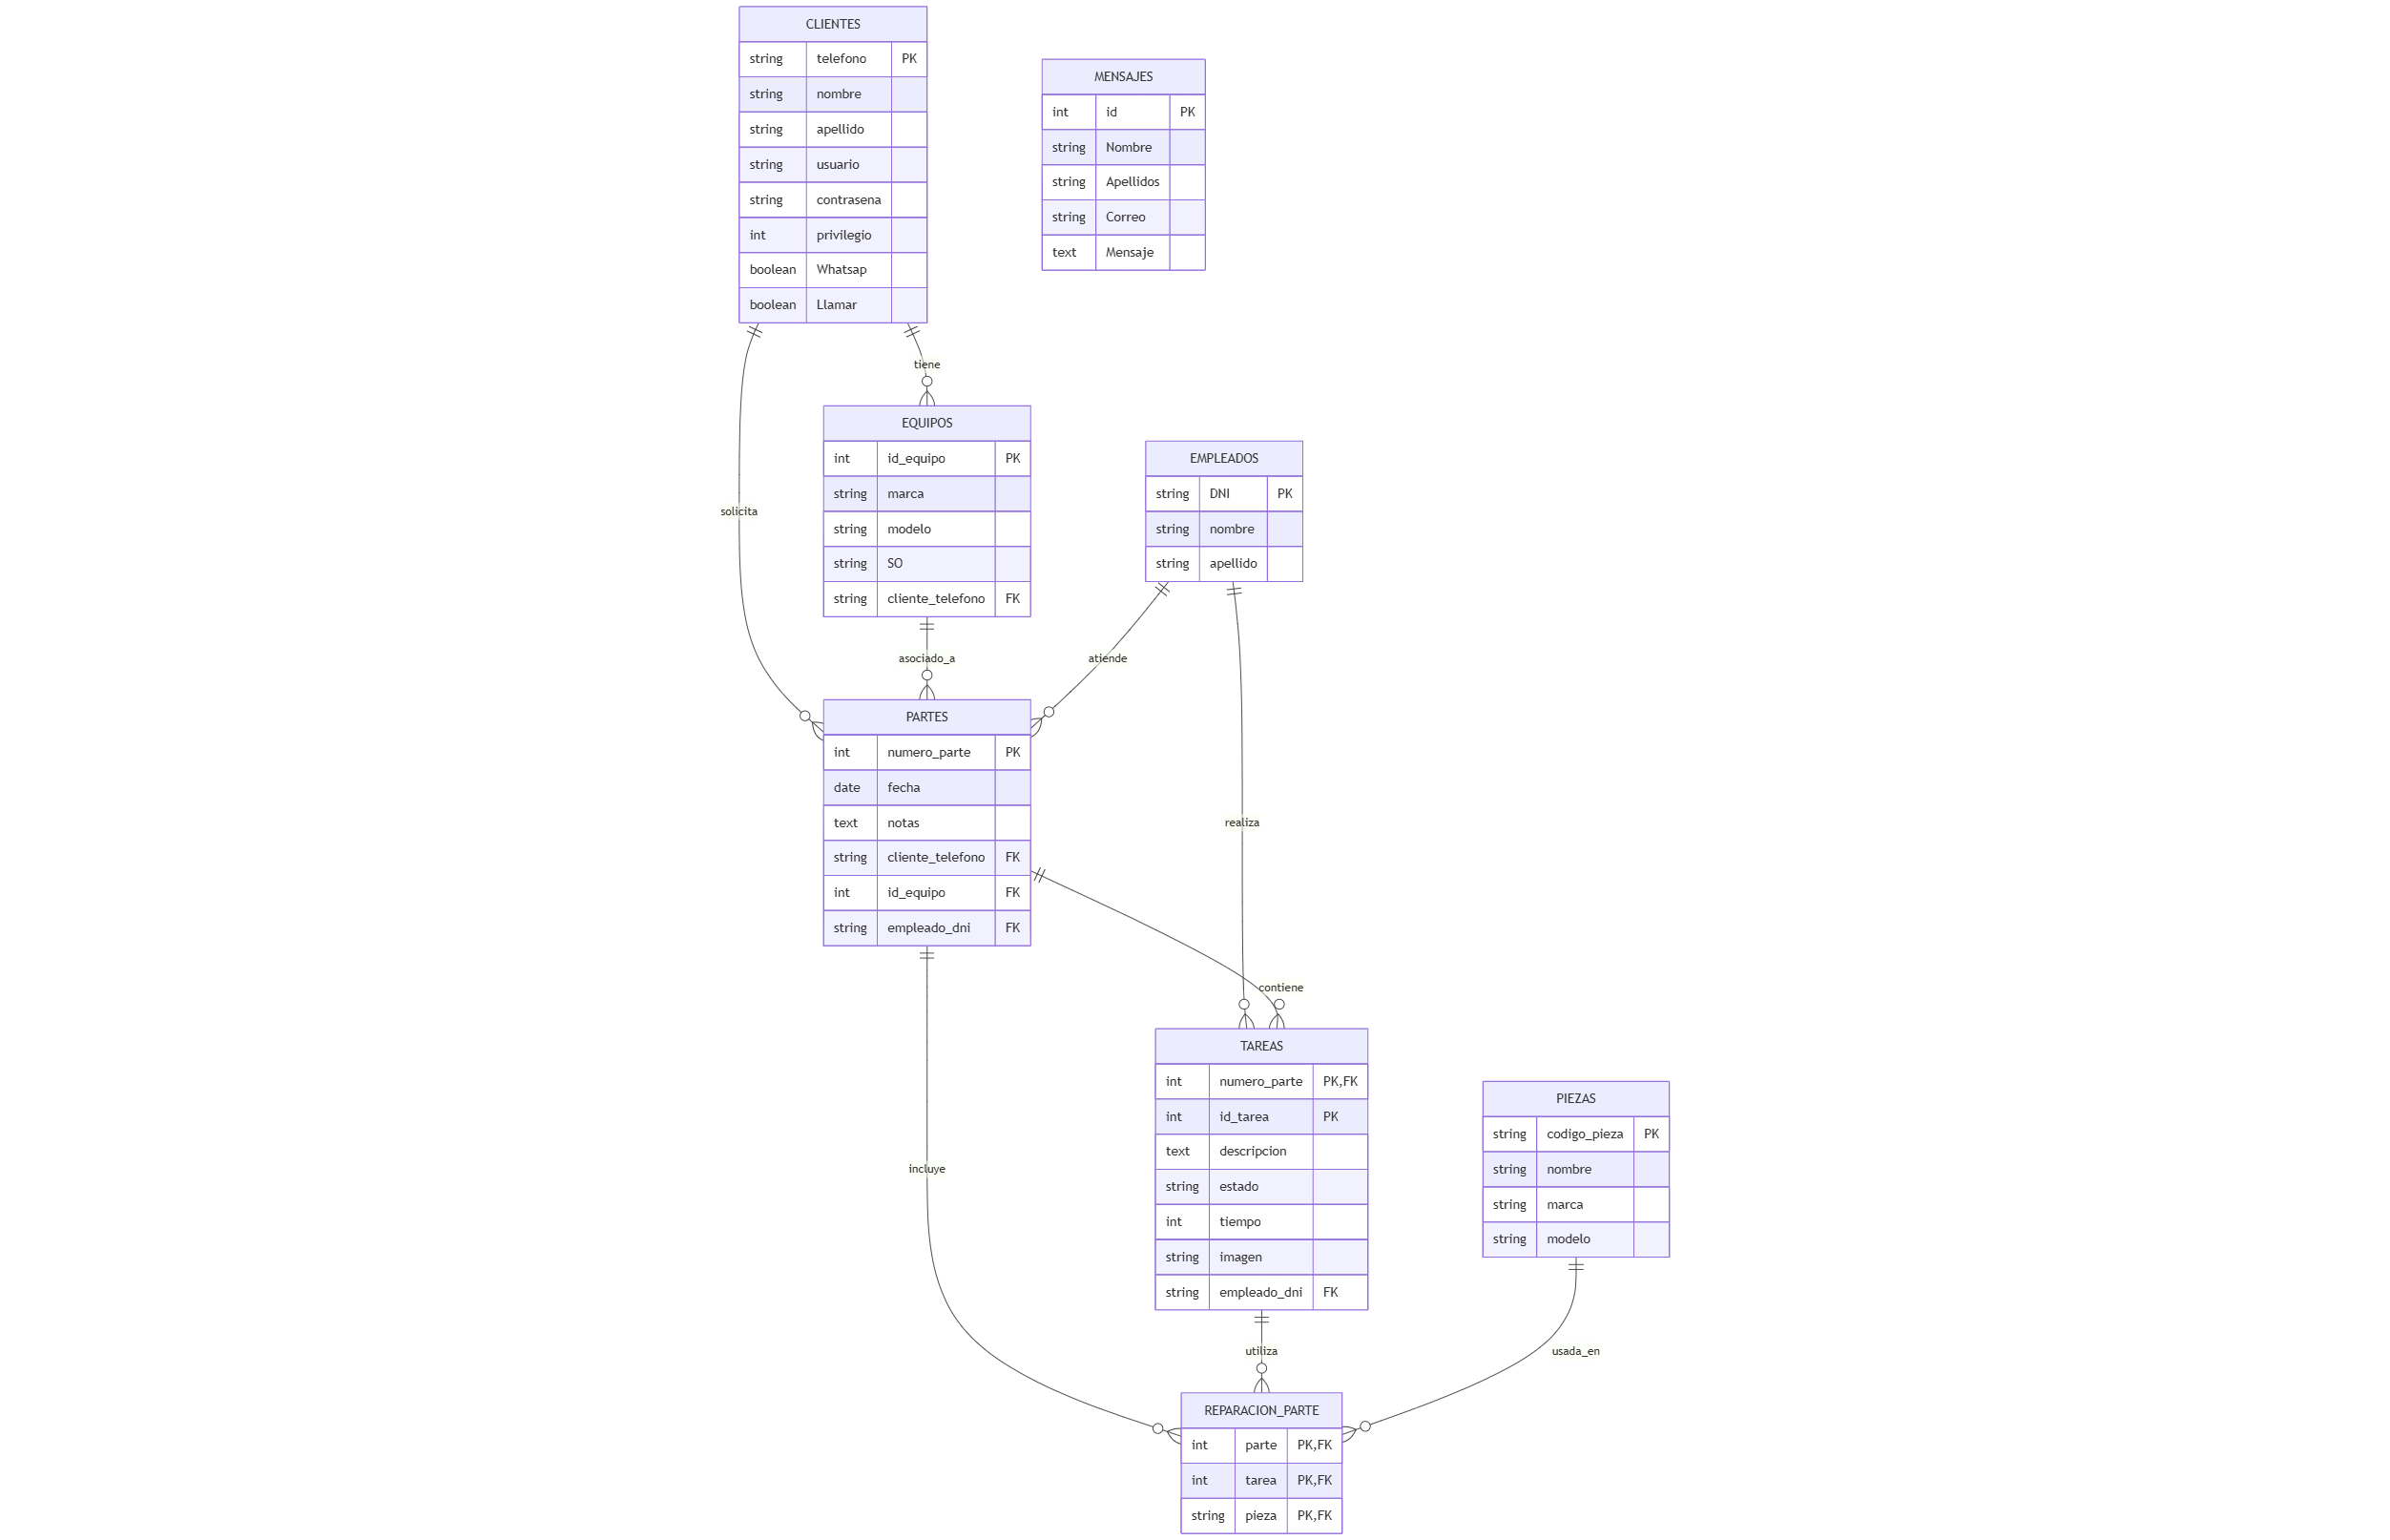 CLIENTES
string telefono PK
string nombre
string apellido
string usuario
string contrasena
int privilegio
boolean Whatsap
boolean Llamar
MENSAJES
int id PK
string Nombre
string Apellidos
string Correo
text Mensaje
tiene
solicita
EQUIPOS
int id_equipo PK
string marca
string modelo
string SO
string cliente_telefono FK
EMPLEADOS
string DNI PK
string nombre
string apellido
asociado_a
atiende
PARTES
int numero_parte PK
date fecha
text notas
string cliente_telefono FK
int id_equipo FK
string empleado_dni FK
realiza
contiene
incluye
TAREAS
int numero_parte PK,FK
int id_tarea PK
text descripcion
string estado
int tiempo
string imagen
string empleado_dni FK
PIEZAS
string codigo_pieza PK
string nombre
string marca
string modelo
utiliza
usada_en
REPARACION_PARTE
int parte PK,FK
int tarea PK,FK
string pieza PK,FK